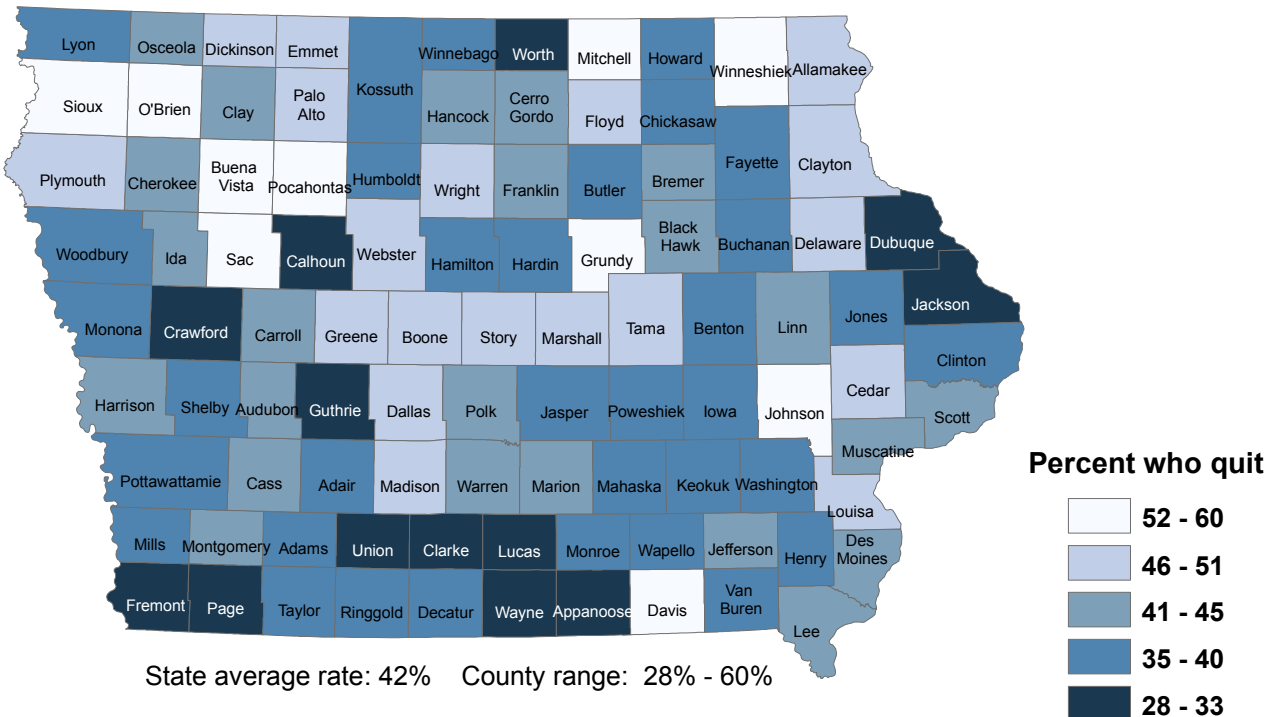 Lyon
Osceola
Dickinson
Emmet
Kossuth
Winnebago
Worth
Mitchell
Howard
Winneshiek
Allamakee
Sioux
O'Brien
Clay
Palo
Alto
Hancock
Cerro
Gordo
Floyd
Chickasaw
Plymouth
Cherokee
Buena
Vista
Pocahontas
Humboldt
Wright
Franklin
Butler
Bremer
Fayette
Clayton
Woodbury
Ida
Sac
Calhoun
Webster
Hamilton
Hardin
Grundy
Black
Hawk
Buchanan
Delaware
Dubuque
Monona
Crawford
Carroll
Greene
Boone
Story
Marshall
Tama
Benton
Linn
Jones
Jackson
Clinton
Harrison
Shelby
Audubon
Guthrie
Dallas
Polk
Jasper
Poweshiek
Iowa
Johnson
Cedar
Scott
Muscatine
Pottawattamie
Cass
Adair
Madison
Warren
Marion
Mahaska
Keokuk
Washington
Louisa
Mills
Montgomery
Adams
Union
Clarke
Lucas
Monroe
Wapello
Jefferson
Henry
Des
Moines
Fremont
Page
Taylor
Ringgold
Decatur
Wayne
Appanoose
Davis
Van
Buren
Lee
State average rate: 42% County range: 28% - 60%
Percent who quit
52 - 60
46 - 51
41 - 45
35 - 40
28 - 33